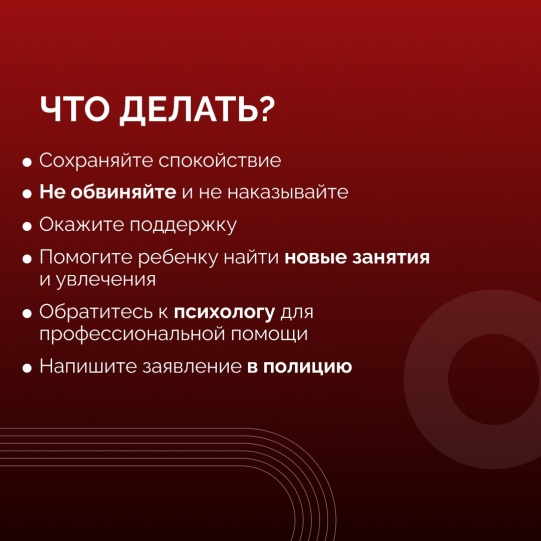 ЧТО ДЕЛАТЬ?
Сохраняйте спокойствие
Не обвиняйте и не наказывайте
Окажите поддержку
Помогите ребенку найти новые занятия
и увлечения
Обратитесь к психологу для
профессиональной помощи
Напишите заявление в полицию